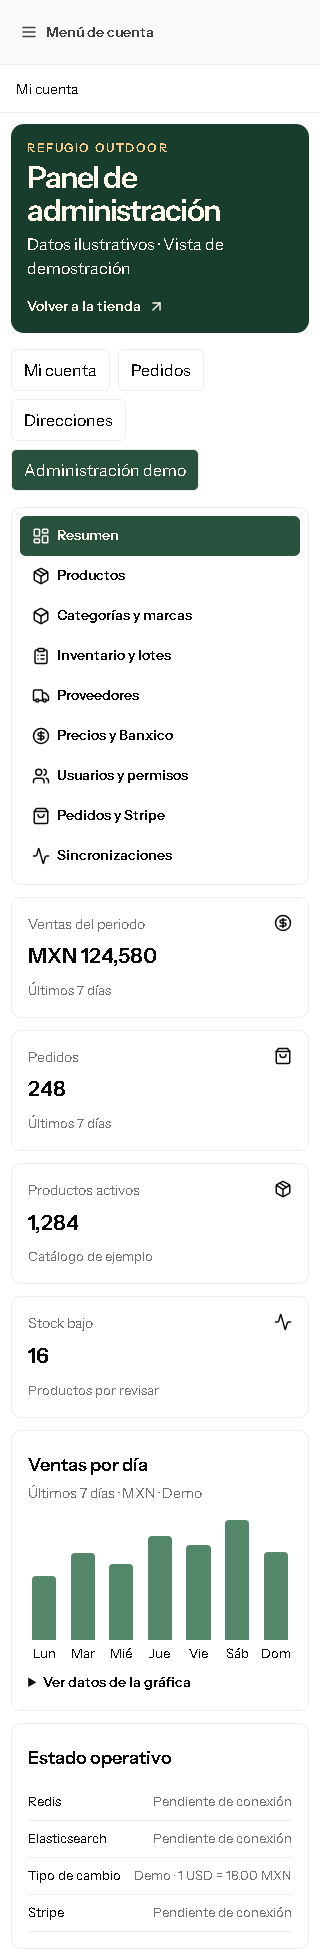 Menú de cuenta
Mi cuenta
REFUGIO OUTDOOR
Panel de
administración
Datos ilustrativos · Vista de
demostración
Volver a la tienda
Mi cuenta
Pedidos
Direcciones
Administración demo
Resumen
Productos
Categorías y marcas
Inventario y lotes
Proveedores
Precios y Banxico
Usuarios y permisos
Pedidos y Stripe
Sincronizaciones
Ventas del periodo
MXN 124,580
Últimos 7 días
Pedidos
248
Últimos 7 días
Productos activos
1,284
Catálogo de ejemplo
Stock bajo
16
Productos por revisar
Ventas por día
Últimos 7 días · MXN · Demo
Lun Mar Mié Jue Vie Sáb Dom
Ver datos de la gráfica
Estado operativo
Redis Pendiente de conexión
Elasticsearch Pendiente de conexión
Tipo de cambio Demo · 1 USD = 18.00 MXN
Stripe Pendiente de conexión